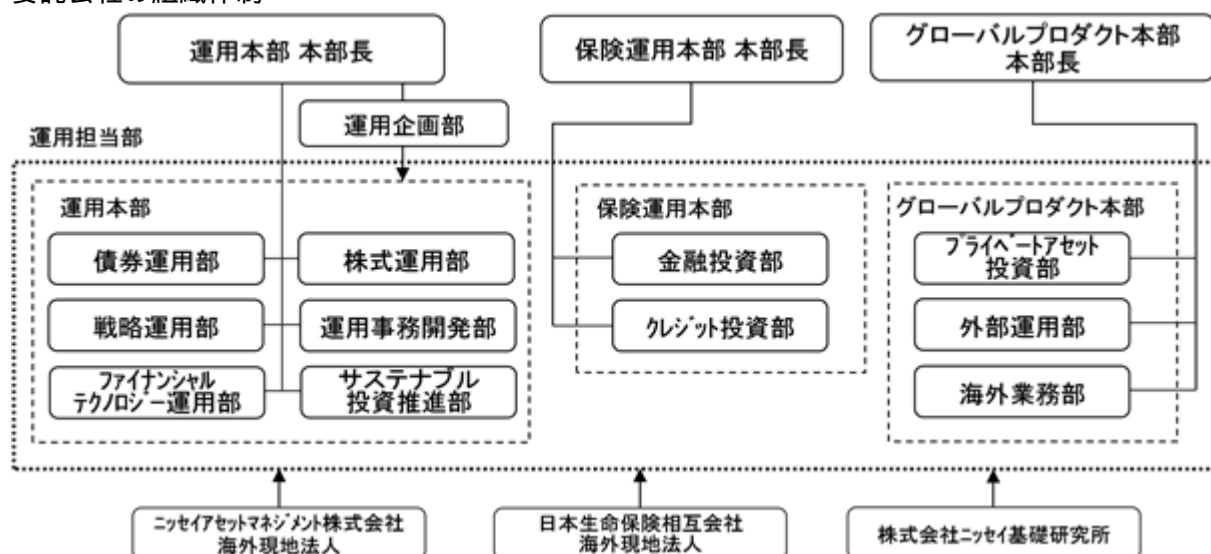 委託会社の組織体制
運用本部 本部長
保険運用本部 本部長
グローバルプロダクト本部
本部長
運用企画部
運用担当部
運用本部
債券運用部
株式運用部
戦略運用部
運用事務開発部
ファイナンシャル
テクノロジー運用部
サステナブル
投資推進部
保険運用本部
金融投資部
クレジット投資部
グローバルプロダクト本部
プライベートアセット
投資部
外部運用部
海外業務部
ニッセイアセットマネジメント株式会社
海外現地法人
日本生命保険相互会社
海外現地法人
株式会社ニッセイ基礎研究所